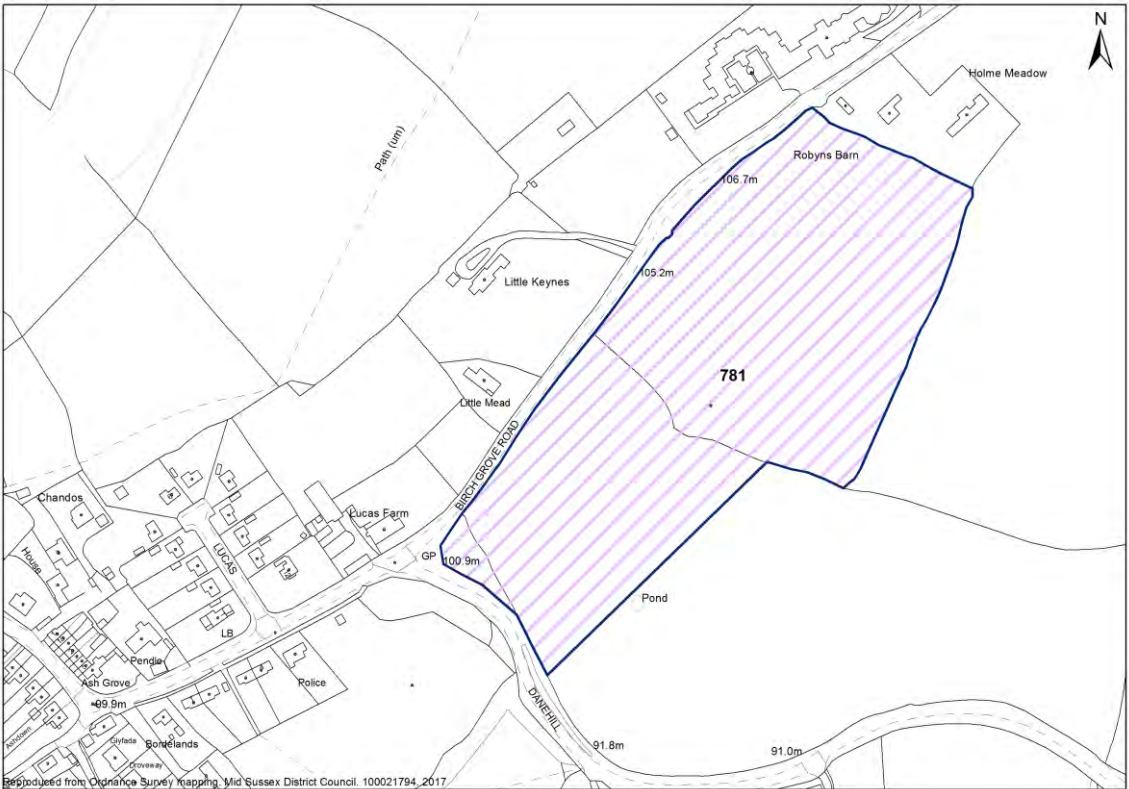 N
Holme Meadow
Robyns Barn
Path (um)
106.7m
105.2m
Little Keynes
781
Little Mead
BIRCH GROVE ROAD
Chandos
Lucas Farm
House
LUCAS
GP
100.9m
Pond
LB
Pendle
Ash Grove
Police
99.9m
DANEHILL
Ashdown
Glyfada
Bordelands
Droveway
91.8m
91.0m
Reproduced from Ordnance Survey mapping. Mid Sussex District Council. 100021794, 2017